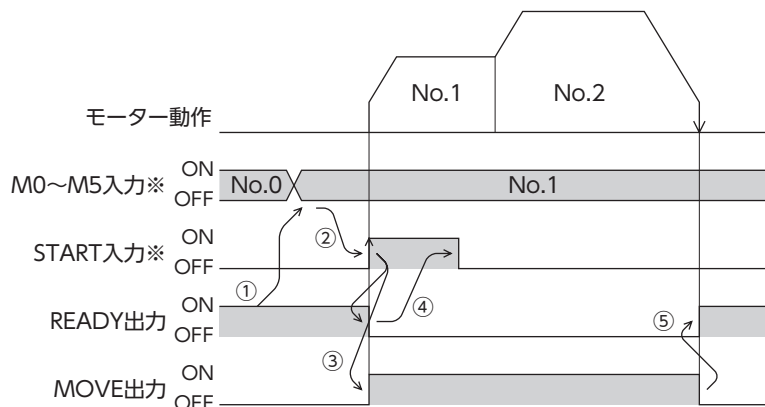 No.1
No.2
モーター動作
M0～M5入力※
ON
OFF
No.0
No.1
START入力※
ON
OFF
②
①
READY出力
ON
OFF
④
⑤
③
MOVE出力
ON
OFF